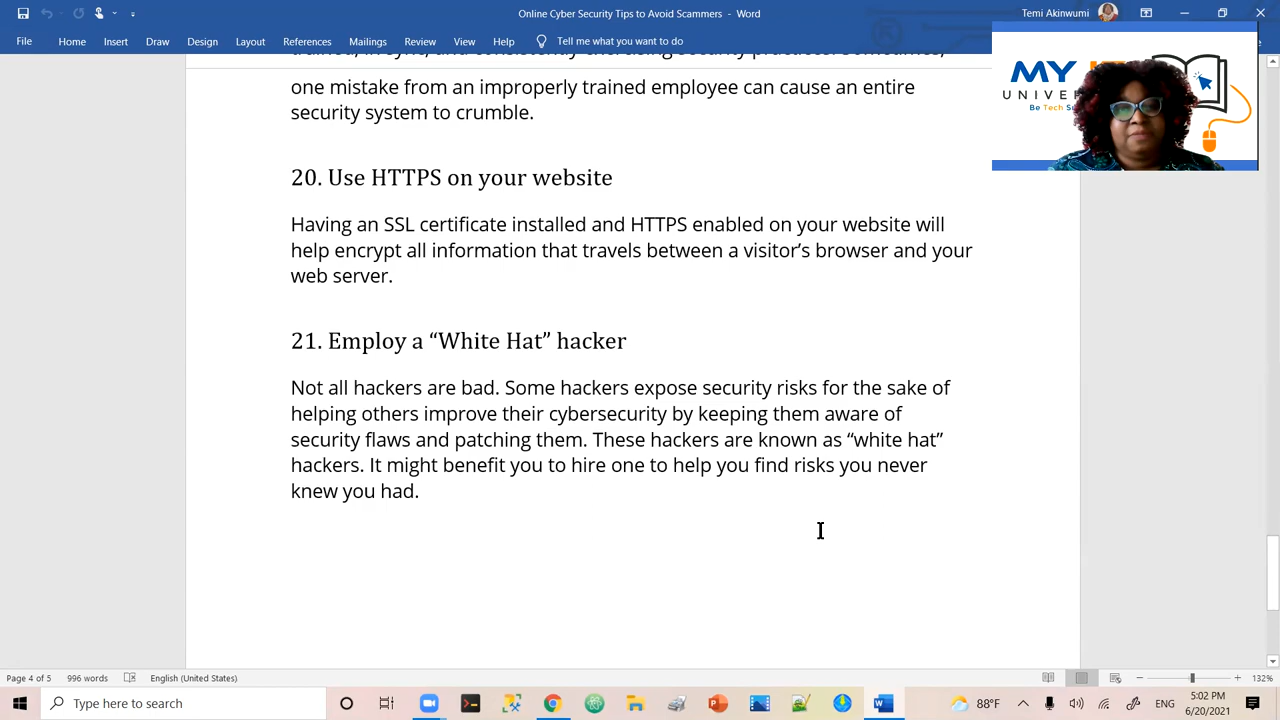 Online Cyber Security Tips to Avoid Scammers - Word
File Home Insert Draw Design Layout References Mailings Review View Help Tell me what you want to do
MY
UNIVER
Be Tech
one mistake from an improperly trained employee can cause an entire
security system to crumble.
20. Use HTTPS on your website
Having an SSL certificate installed and HTTPS enabled on your website will
help encrypt all information that travels between a visitor’s browser and your
web server.
21. Employ a “White Hat” hacker
Not all hackers are bad. Some hackers expose security risks for the sake of
helping others improve their cybersecurity by keeping them aware of
security flaws and patching them. These hackers are known as “white hat”
hackers. It might benefit you to hire one to help you find risks you never
knew you had.
Page 4 of 5 996 words English (United States) 132%
Type here to search 88°F ENG 5:02 PM
6/20/2021